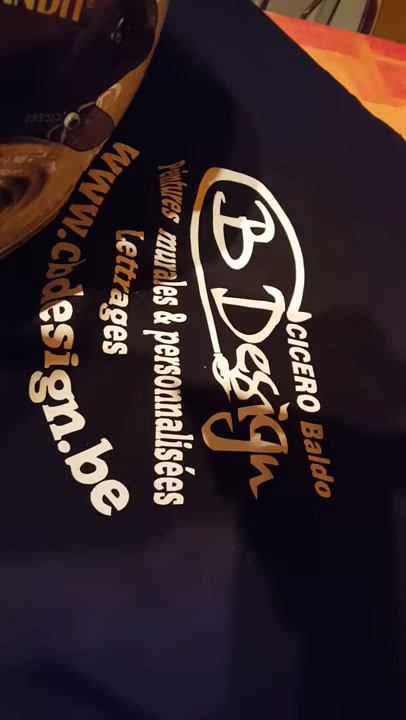 CICERO Baldo
B Design
Peintures murales & personnalisées
Lettrages
www.cbdesign.be